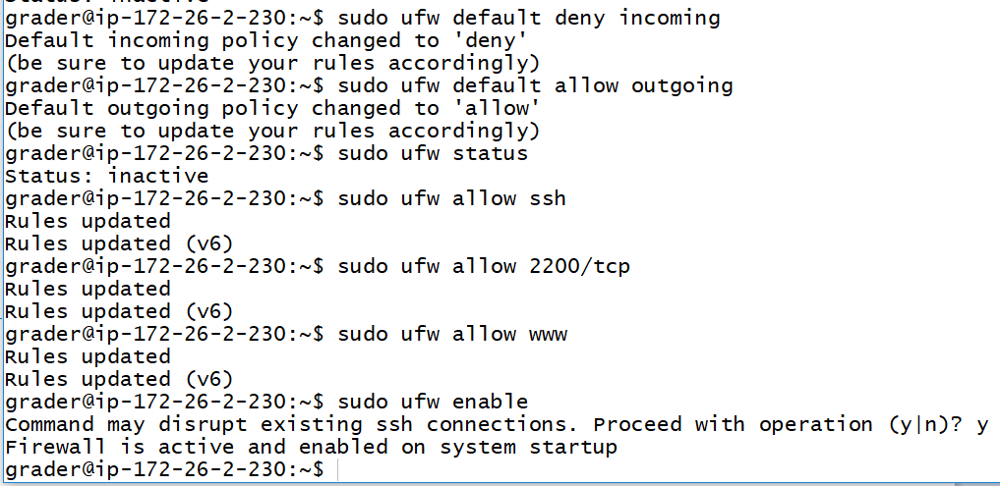 Status: inactive
grader@ip-172-26-2-230:~$ sudo ufw default deny incoming
Default incoming policy changed to 'deny'
(be sure to update your rules accordingly)
grader@ip-172-26-2-230:~$ sudo ufw default allow outgoing
Default outgoing policy changed to 'allow'
(be sure to update your rules accordingly)
grader@ip-172-26-2-230:~$ sudo ufw status
Status: inactive
grader@ip-172-26-2-230:~$ sudo ufw allow ssh
Rules updated
Rules updated (v6)
grader@ip-172-26-2-230:~$ sudo ufw allow 2200/tcp
Rules updated
Rules updated (v6)
grader@ip-172-26-2-230:~$ sudo ufw allow www
Rules updated
Rules updated (v6)
grader@ip-172-26-2-230:~$ sudo ufw enable
Command may disrupt existing ssh connections. Proceed with operation (y|n)? y
Firewall is active and enabled on system startup
grader@ip-172-26-2-230:~$